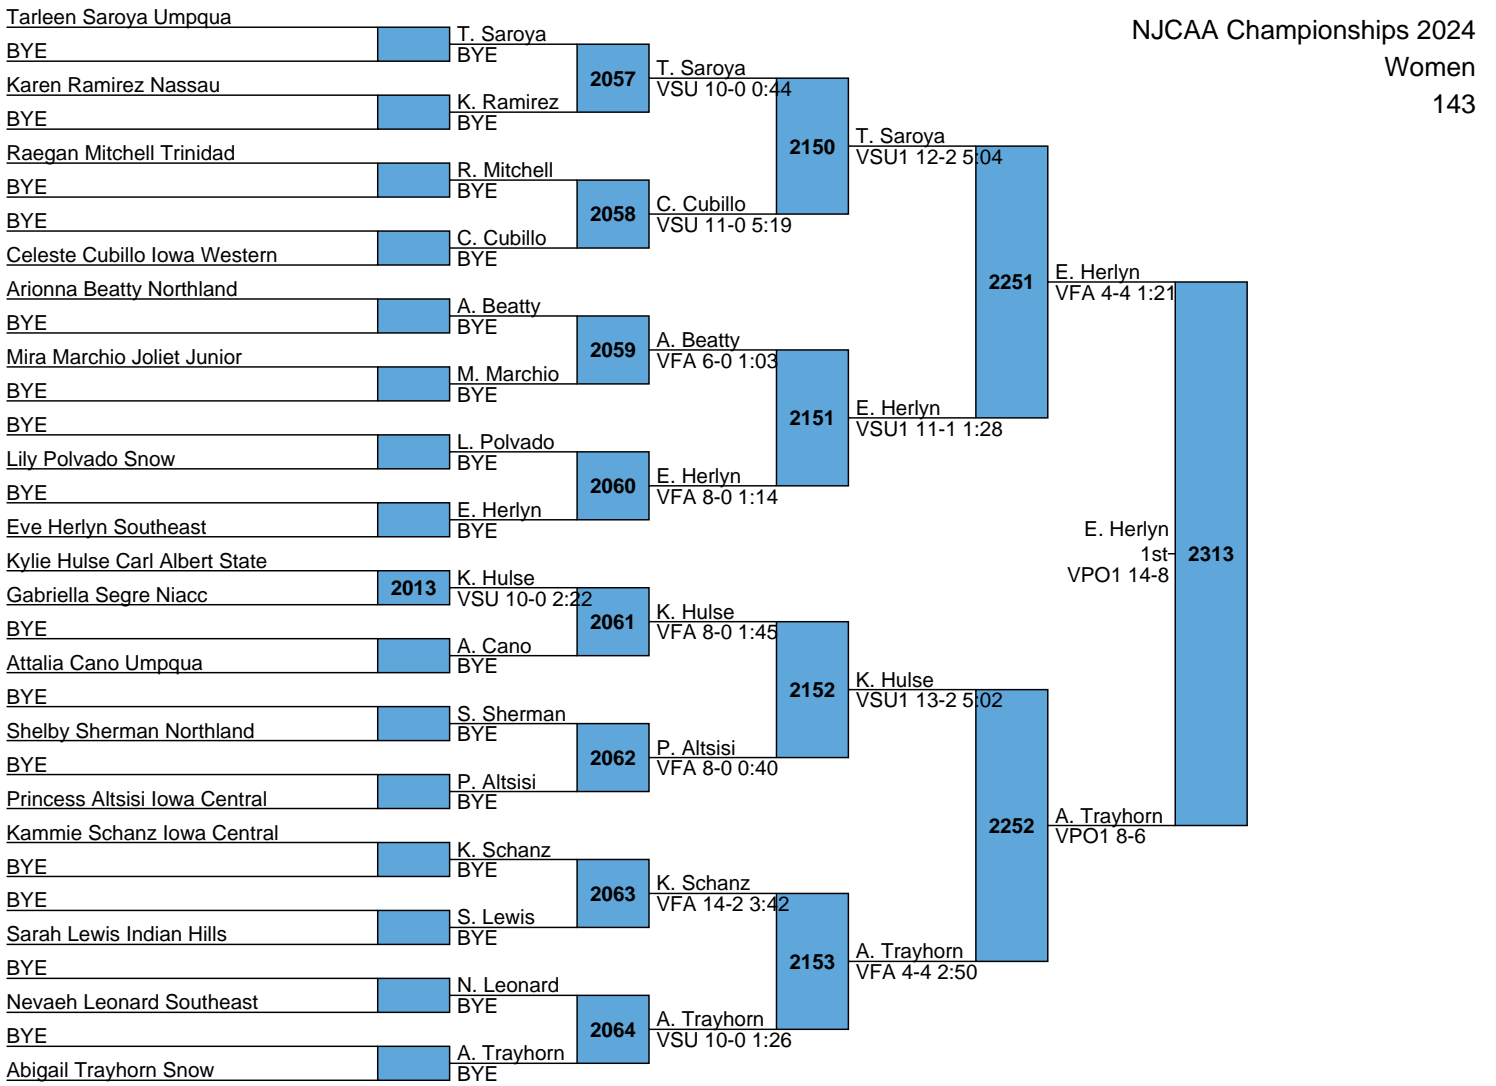 NJCAA Championships 2024
Women
143
Tarleen Saroya Umpqua
BYE
Karen Ramirez Nassau
BYE
Raegan Mitchell Trinidad
BYE
BYE
Celeste Cubillo Iowa Western
Arionna Beatty Northland
BYE
Mira Marchio Joliet Junior
BYE
BYE
Lily Polvado Snow
BYE
Eve Herlyn Southeast
Kylie Hulse Carl Albert State
Gabriella Segre Niacc
BYE
Attalia Cano Umpqua
BYE
Shelby Sherman Northland
BYE
Princess Altsisi Iowa Central
Kammie Schanz Iowa Central
BYE
BYE
Sarah Lewis Indian Hills
BYE
Nevaeh Leonard Southeast
BYE
Abigail Trayhorn Snow
2013
T. Saroya
BYE
K. Ramirez
BYE
R. Mitchell
BYE
C. Cubillo
BYE
A. Beatty
BYE
M. Marchio
BYE
L. Polvado
BYE
E. Herlyn
BYE
K. Hulse
VSU 10-0 2:22
A. Cano
BYE
S. Sherman
BYE
P. Altsisi
BYE
K. Schanz
BYE
S. Lewis
BYE
N. Leonard
BYE
A. Trayhorn
BYE
2057
2058
2059
2060
2061
2062
2063
2064
T. Saroya
VSU 10-0 0:44
C. Cubillo
VSU 11-0 5:19
A. Beatty
VFA 6-0 1:03
E. Herlyn
VFA 8-0 1:14
K. Hulse
VFA 8-0 1:45
P. Altsisi
VFA 8-0 0:40
K. Schanz
VFA 14-2 3:42
A. Trayhorn
VSU 10-0 1:26
2150
2151
2152
2153
T. Saroya
VSU1 12-2 5:04
E. Herlyn
VSU1 11-1 1:28
K. Hulse
VSU1 13-2 5:02
A. Trayhorn
VFA 4-4 2:50
2251
2252
E. Herlyn
VFA 4-4 1:21
A. Trayhorn
VPO1 8-6
2313
E. Herlyn
1st
VPO1 14-8